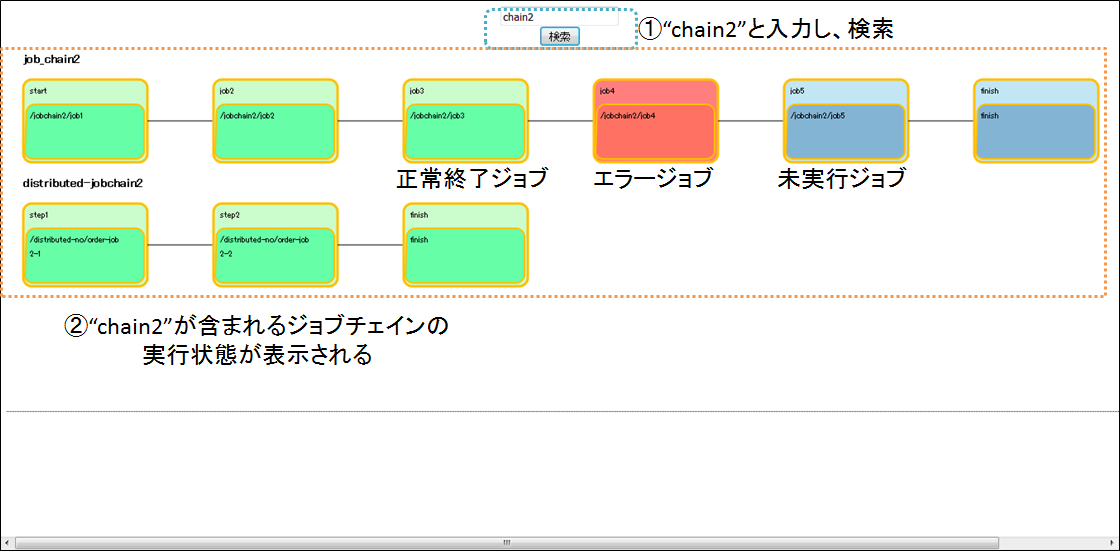 chain2
検索
①“chain2”と入力し、検索
job_chain2
start
/jobchain2/job1
job2
/jobchain2/job2
job3
/jobchain2/job3
job4
/jobchain2/job4
job5
/jobchain2/job5
finish
finish
正常終了ジョブ
エラージョブ
未実行ジョブ
distributed-jobchain2
step1
/distributed-no/order-job
2-1
step2
/distributed-no/order-job
2-2
finish
finish
②“chain2”が含まれるジョブチェインの
実行状態が表示される